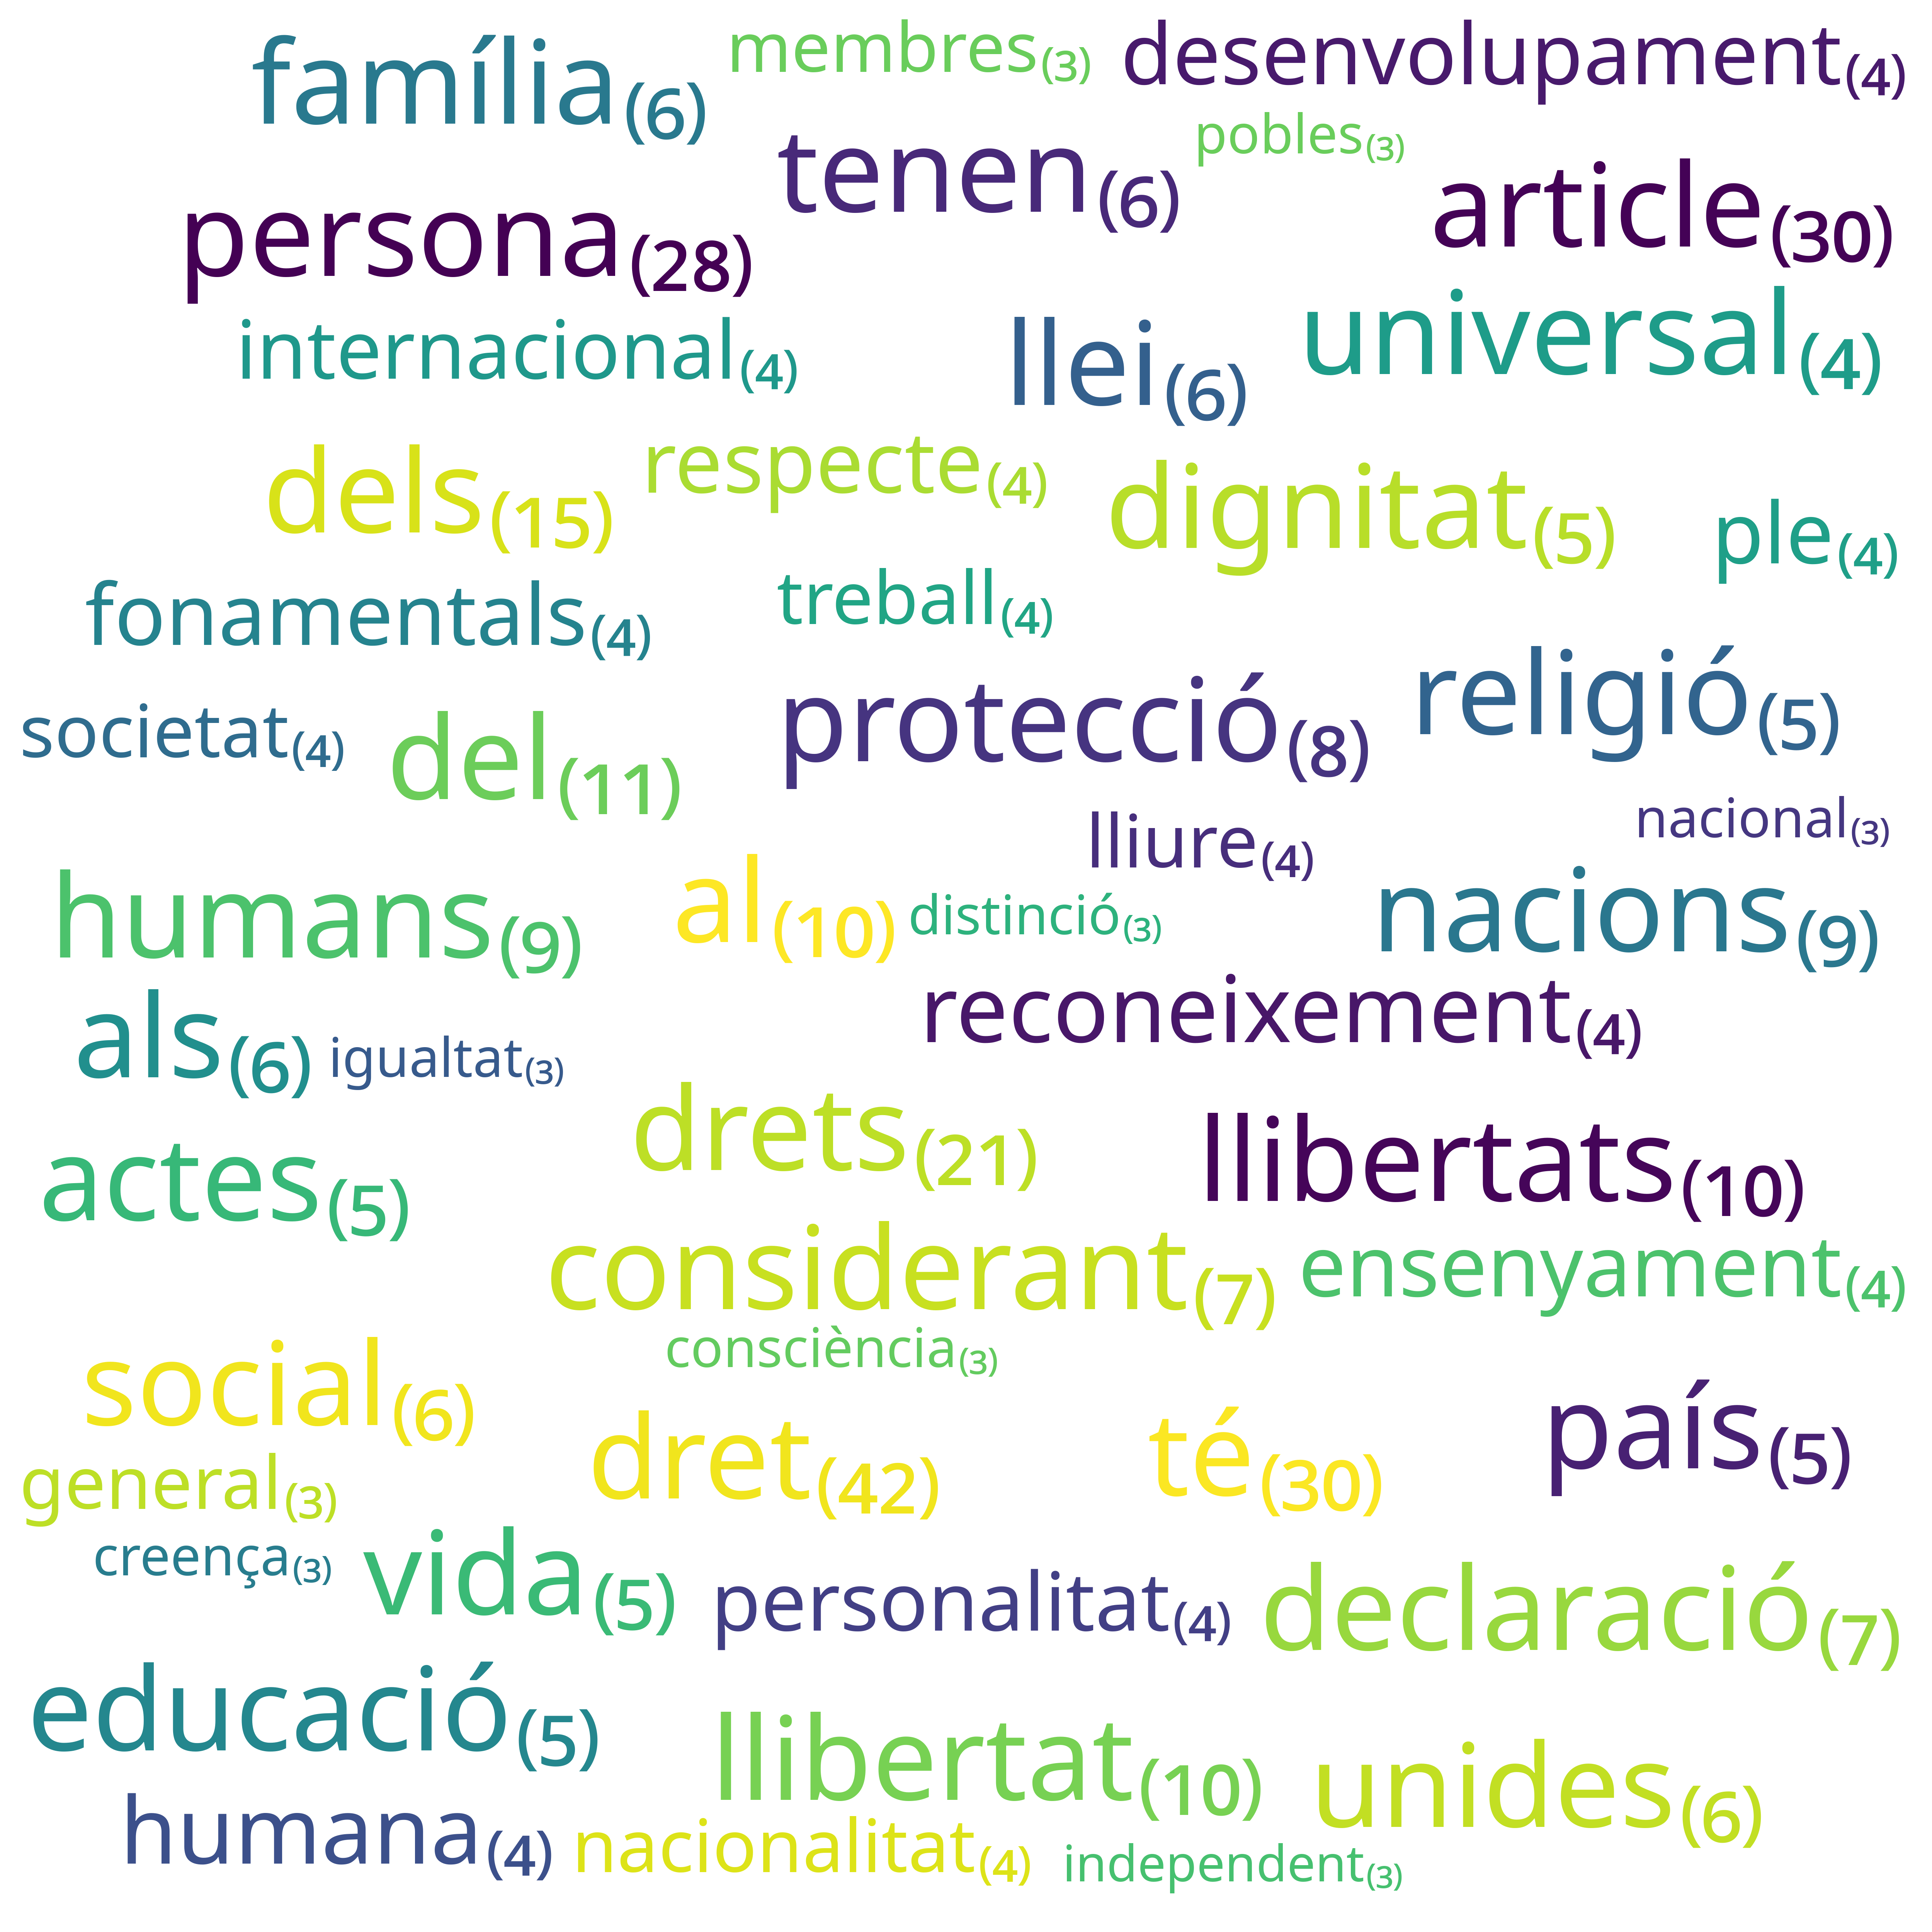 família(6) membres(3) desenvolupament(4)
tenen(6) pobles(3)
persona(28) article(30)
internacional(4) llei(6) universal(4)
dels(15) respecte(4) dignitat(5) ple(4)
fonamentals(4) treball(4)
societat(4) del(11) protecció(8) religió(5)
lliure(4) nacional(3)
humans(9) al(10) distinció(3) nacions(9)
als(6) igualtat(3) reconeixement(4)
actes(5) drets(21) llibertats(10)
considerant(7) ensenyament(4)
social(6) consciència(3)
general(3) dret(42) té(30) país(5)
creença(3) vida(5) personalitat(4) declaració(7)
educació(5) llibertat(10) unides(6)
humana(4) nacionalitat(4) independent(3)